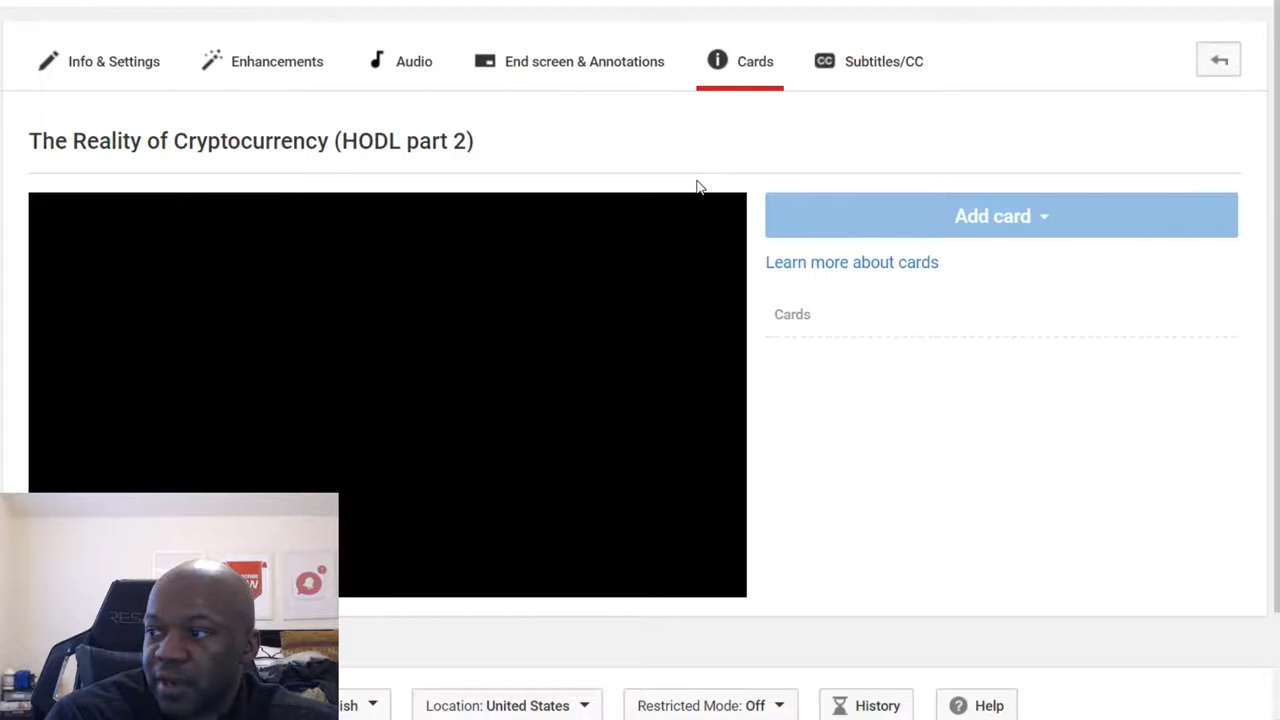 Info & Settings
Enhancements
Audio
End screen & Annotations
Cards
CC Subtitles/CC
The Reality of Cryptocurrency (HODL part 2)
Add card
Learn more about cards
Cards
Location: United States
Restricted Mode: Off
History
Help